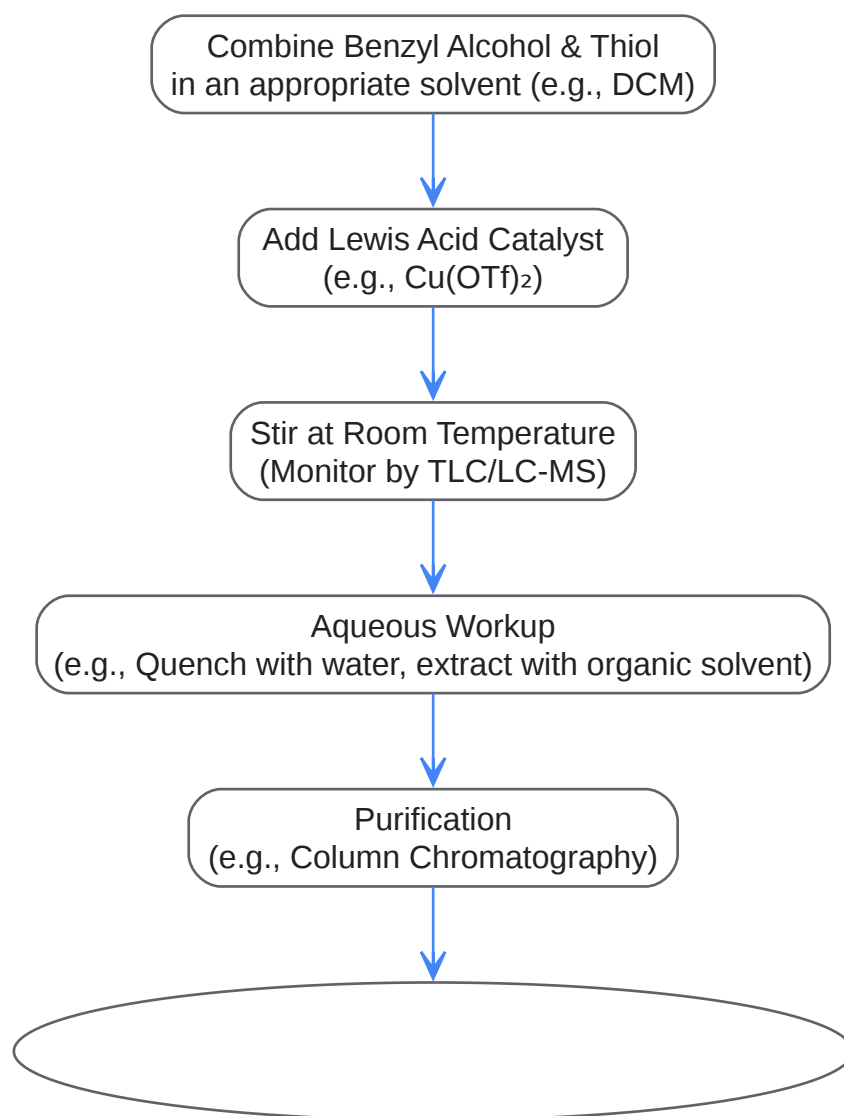 Combine Benzyl Alcohol & Thiol
in an appropriate solvent (e.g., DCM)
Add Lewis Acid Catalyst
(e.g., Cu(OTf)₂)
Stir at Room Temperature
(Monitor by TLC/LC-MS)
Aqueous Workup
(e.g., Quench with water, extract with organic solvent)
Purification
(e.g., Column Chromatography)